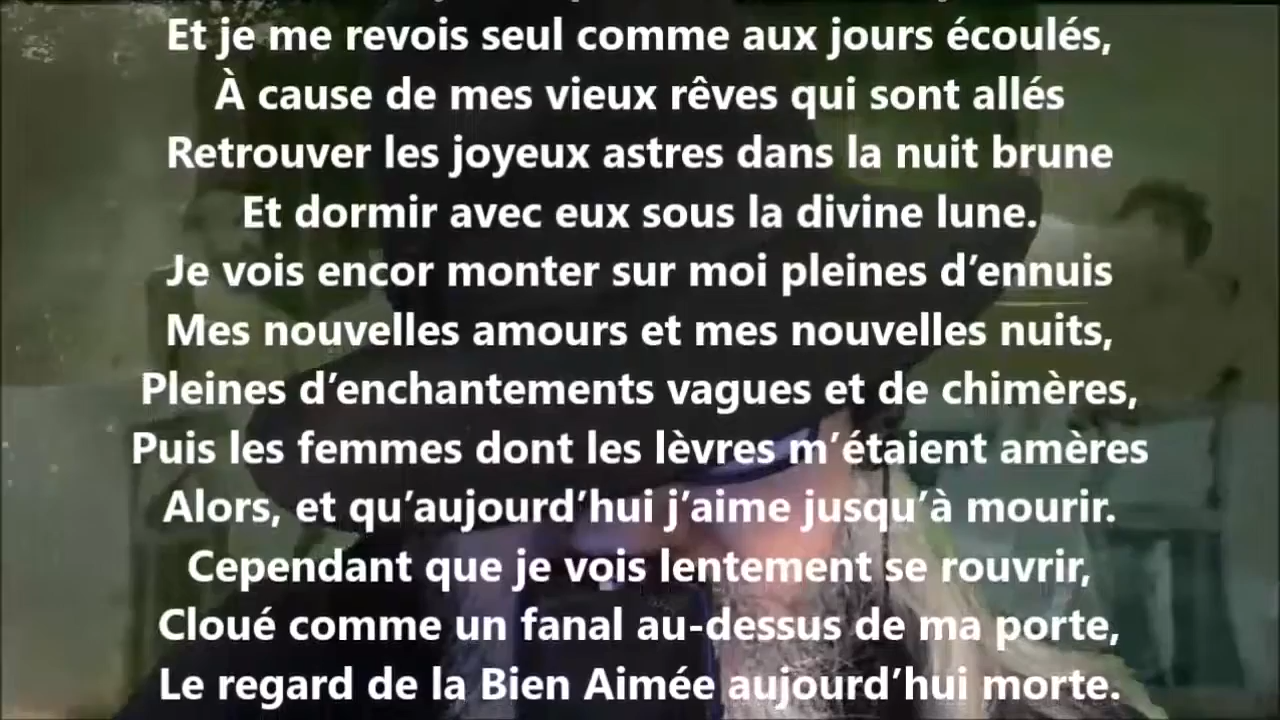 Et je me revois seul comme aux jours écoulés,
À cause de mes vieux rêves qui sont allés
Retrouver les joyeux astres dans la nuit brune
Et dormir avec eux sous la divine lune.
Je vois encor monter sur moi pleines d’ennuis
Mes nouvelles amours et mes nouvelles nuits,
Pleines d’enchantements vagues et de chimères,
Puis les femmes dont les lèvres m’étaient amères
Alors, et qu’aujourd’hui j’aime jusqu’à mourir.
Cependant que je vois lentement se rouvrir,
Cloué comme un fanal au-dessus de ma porte,
Le regard de la Bien Aimée aujourd’hui morte.